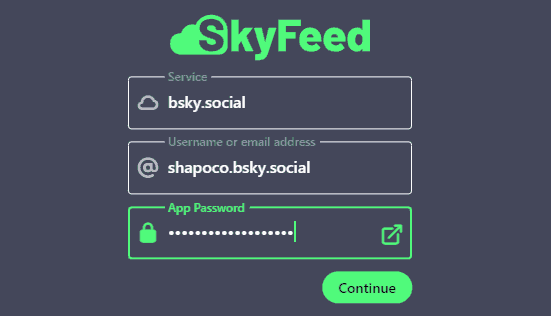 SkyFeed
Service
bsky.social
Username or email address
@ shapoco.bsky.social
App Password
•••••••••••••••••••
Continue